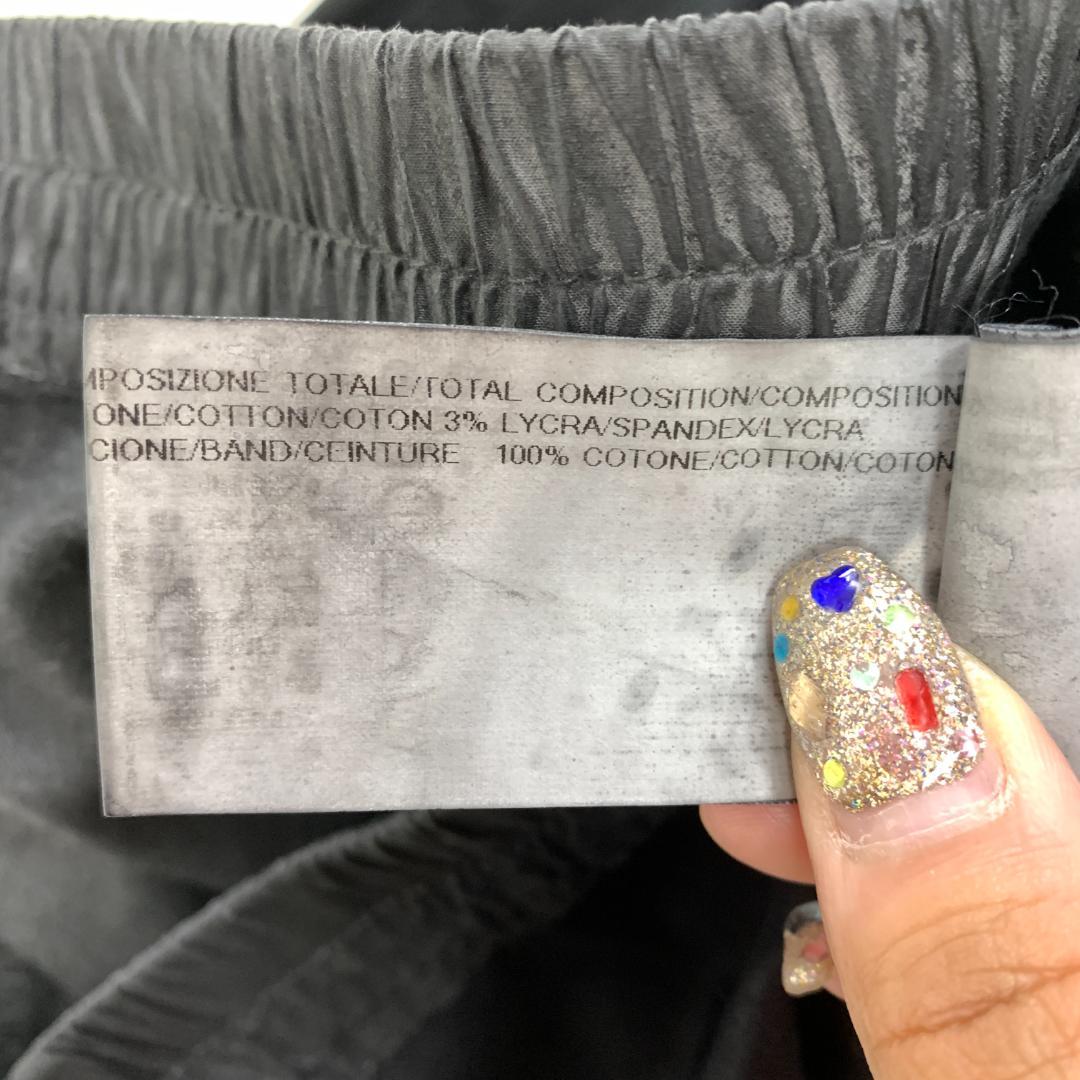 MPOSIZIONE TOTALE/TOTAL COMPOSITION/COMPOSITION
ONE/COTTON/COTON 3% LYCRA/SPANDEX/LYCRA
CIONE/BAND/CEINTURE 100% COTONE/COTTON/COTON